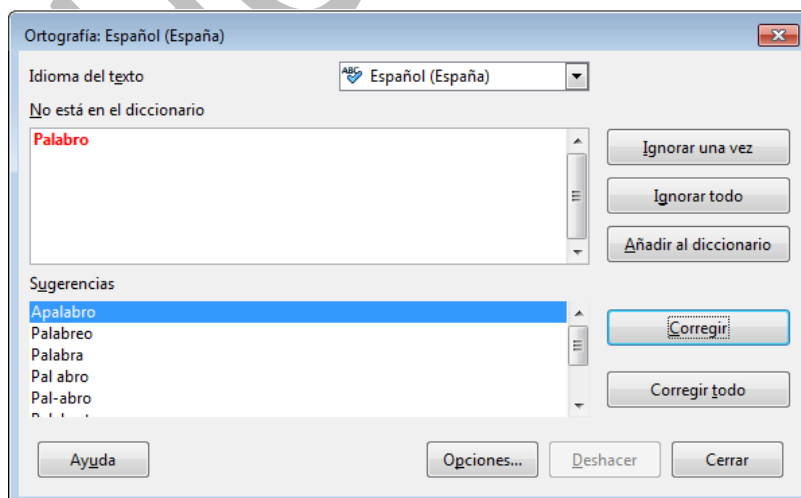 Ortografía: Español (España)
Idioma del texto
ABC Español (España)
No está en el diccionario
Palabro
Ignorar una vez
Ignorar todo
Añadir al diccionario
Sugerencias
Apalabro
Palabreo
Palabra
Pal abro
Pal-abro
Corregir
Corregir todo
Ayuda
Opciones...
Deshacer
Cerrar